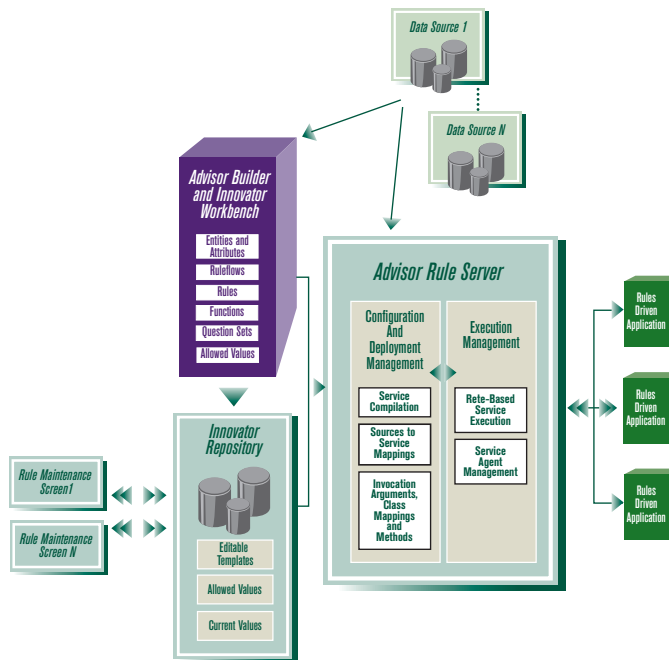 Data Source 1
Data Source N
Advisor Builder
and Innovator
Workbench
Entities and
Attributes
Ruleflows
Rules
Functions
Question Sets
Allowed Values
Advisor Rule Server
Configuration
And
Deployment
Management
Service
Compilation
Sources to
Service
Mappings
Invocation
Arguments,
Class
Mappings
and
Methods
Execution
Management
Rete-Based
Service
Execution
Service
Agent
Management
Rules
Driven
Application
Rules
Driven
Application
Rules
Driven
Application
Innovator
Repository
Editable
Templates
Allowed Values
Current Values
Rule Maintenance
Screen1
Rule Maintenance
Screen N